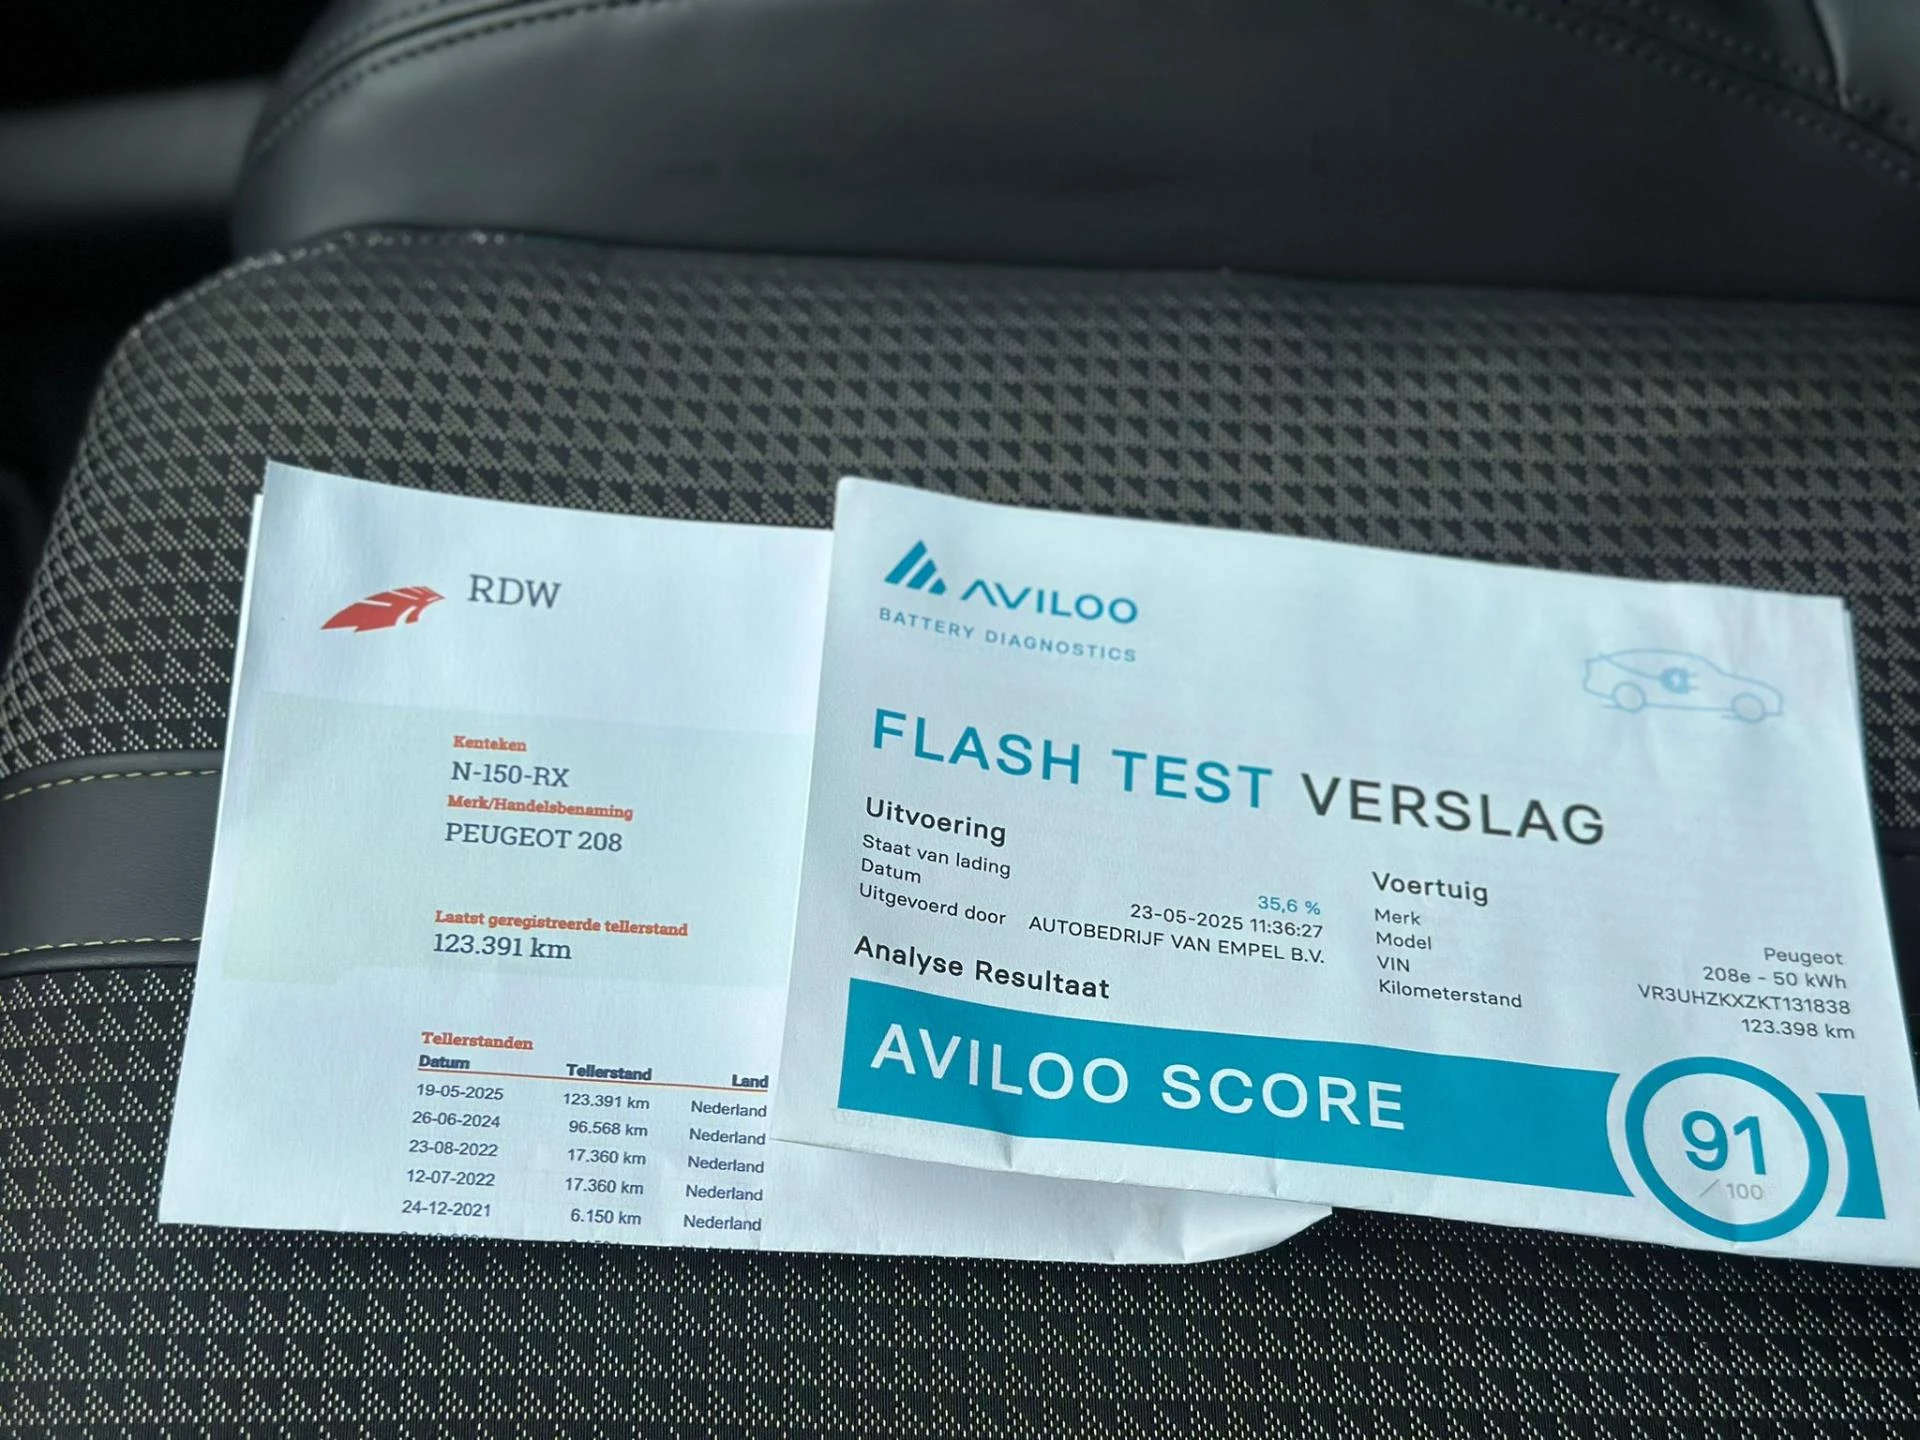 RDW
Kenteken
N-150-RX
Merk/Handelsbenaming
PEUGEOT 208
Laatst geregistreerde tellerstand
123.391 km
Tellerstanden
Datum Tellerstand Land
19-05-2025 123.391 km Nederland
26-06-2024 96.568 km Nederland
23-08-2022 17.360 km Nederland
12-07-2022 17.360 km Nederland
24-12-2021 6.150 km Nederland
AVILOO
BATTERY DIAGNOSTICS
FLASH TEST VERSLAG
Uitvoering
Staat van lading 35,6 %
Datum 23-05-2025 11:36:27
Uitgevoerd door AUTOBEDRIJF VAN EMPEL B.V.
Voertuig
Merk Peugeot
Model 208e - 50 kWh
VIN VR3UHZKXZKT131838
Kilometerstand 123.398 km
Analyse Resultaat
AVILOO SCORE
91
/ 100